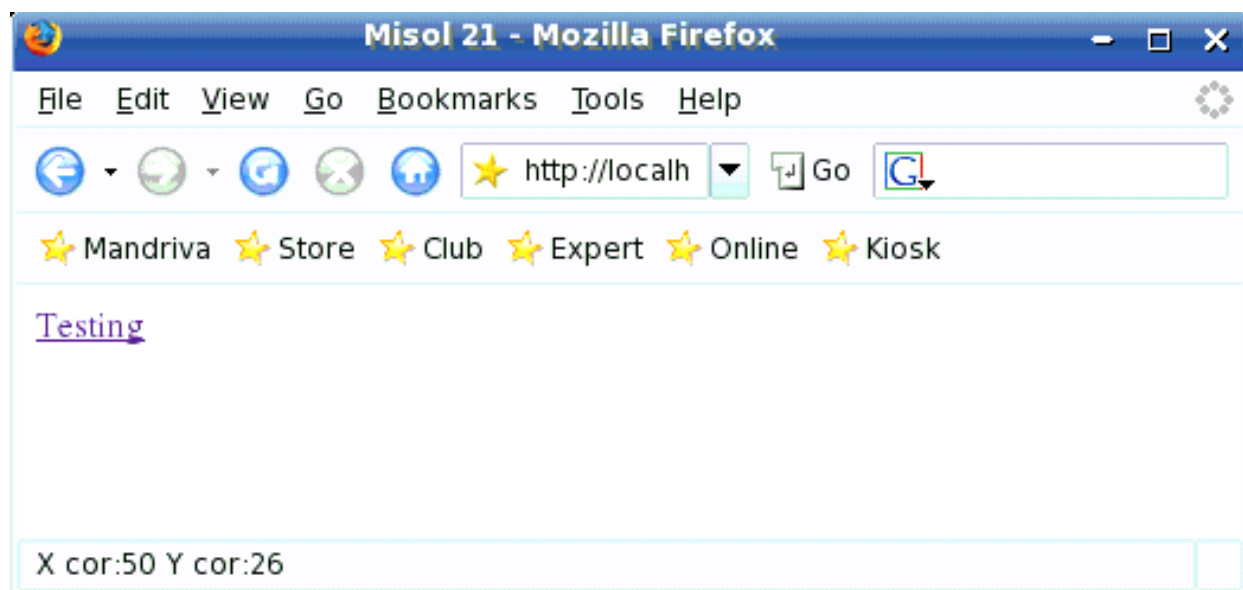 Misol 21 - Mozilla Firefox
File Edit View Go Bookmarks Tools Help
http://localh Go G
Mandriva Store Club Expert Online Kiosk
Testing
X cor:50 Y cor:26